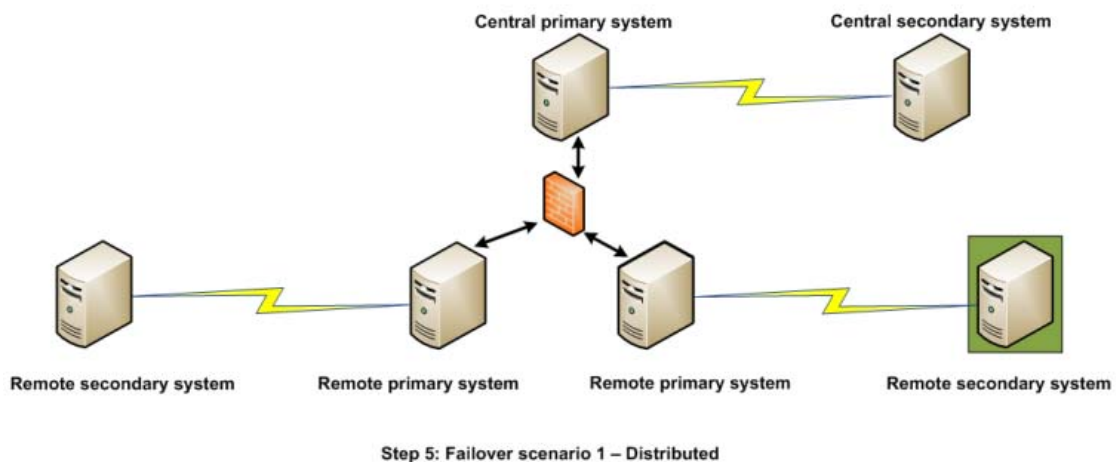 Central primary system
Central secondary system
Remote secondary system
Remote primary system
Remote primary system
Remote secondary system
Step 5: Failover scenario 1 – Distributed